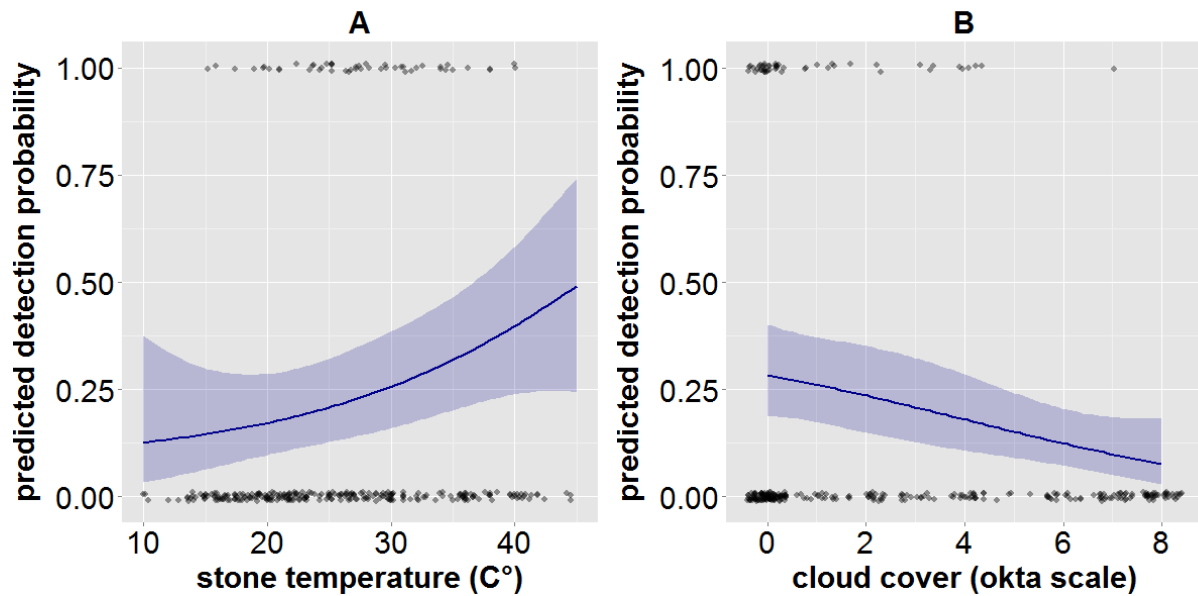 A
predicted detection probability
1.00
0.75
0.50
0.25
0.00
10 20 30 40
stone temperature (C°)
B
predicted detection probability
1.00
0.75
0.50
0.25
0.00
0 2 4 6 8
cloud cover (okta scale)